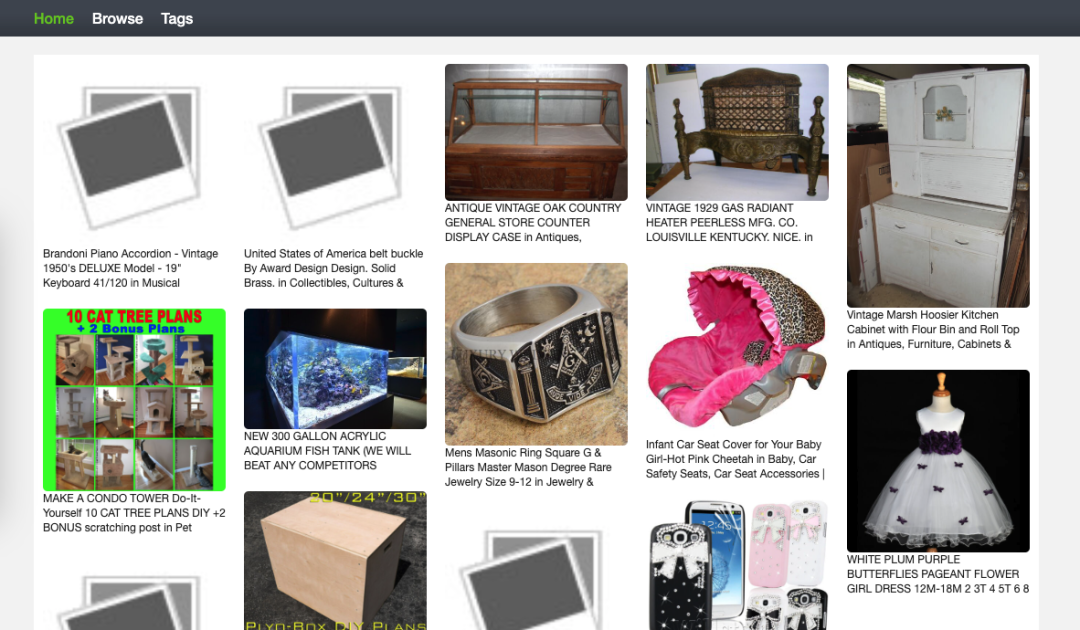 Home Browse Tags
Brandoni Piano Accordion - Vintage
1950's DELUXE Model - 19"
Keyboard 41/120 in Musical
United States of America belt buckle
By Award Design Design. Solid
Brass. in Collectibles, Cultures &
ANTIQUE VINTAGE OAK COUNTRY
GENERAL STORE COUNTER
DISPLAY CASE in Antiques,
VINTAGE 1929 GAS RADIANT
HEATER PEERLESS MFG. CO.
LOUISVILLE KENTUCKY. NICE. in
Vintage Marsh Hoosier Kitchen
Cabinet with Flour Bin and Roll Top
in Antiques, Furniture, Cabinets &
10 CAT TREE PLANS
+ 2 Bonus Plans
MAKE A CONDO TOWER Do-It-
Yourself 10 CAT TREE PLANS DIY +2
BONUS scratching post in Pet
NEW 300 GALLON ACRYLIC
AQUARIUM FISH TANK (WE WILL
BEAT ANY COMPETITORS
Mens Masonic Ring Square G &
Pillars Master Mason Degree Rare
Jewelry Size 9-12 in Jewelry &
Infant Car Seat Cover for Your Baby
Girl-Hot Pink Cheetah in Baby, Car
Safety Seats, Car Seat Accessories |
WHITE PLUM PURPLE
BUTTERFLIES PAGEANT FLOWER
GIRL DRESS 12M-18M 2 3T 4 5T 6 8
30"/24"/30"
PLYO-BOX DIY PLANS
12:45